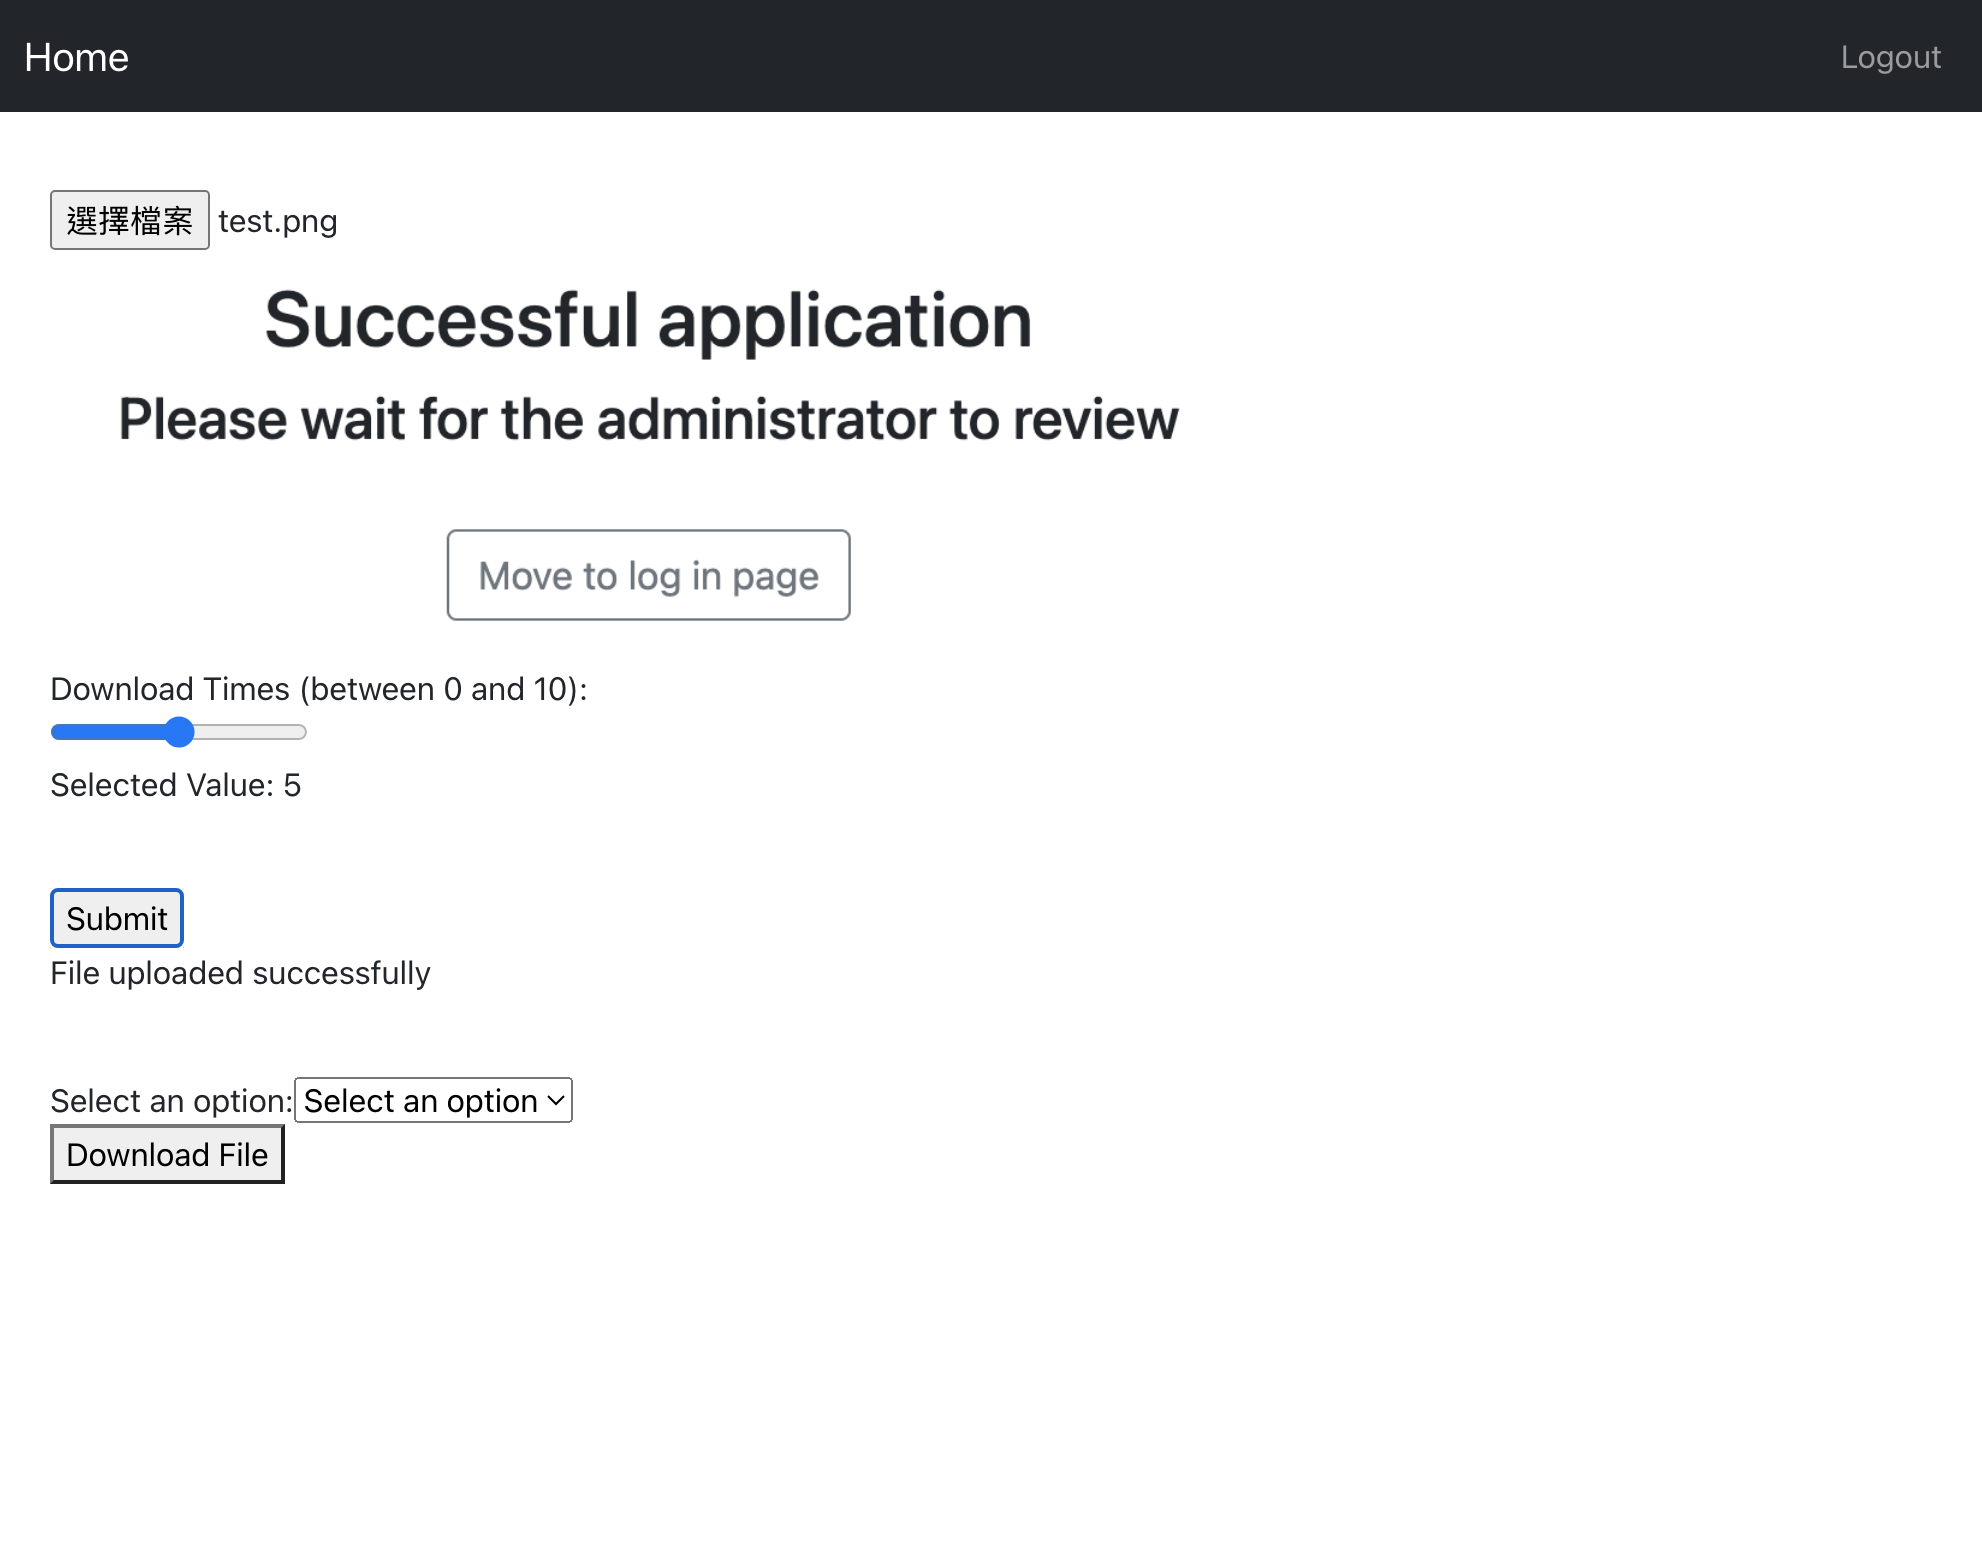 Home
Logout
選擇檔案 test.png
Successful application
Please wait for the administrator to review
Move to log in page
Download Times (between 0 and 10):
Selected Value: 5
Submit
File uploaded successfully
Select an option: Select an option
Download File